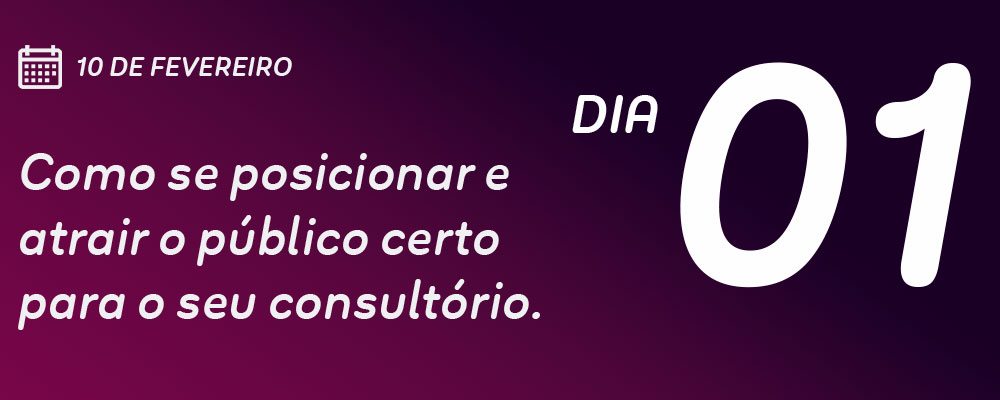 10 DE FEVEREIRO
Como se posicionar e
atrair o público certo
para o seu consultório.
DIA
01